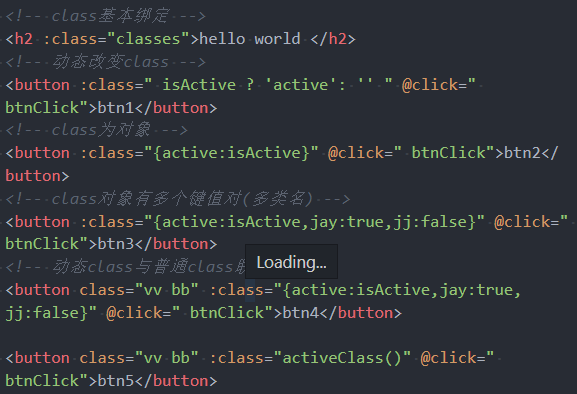 <!-- class基本绑定 -->
<h2 :class="classes">hello world </h2>
<!-- 动态改变class -->
<button :class=" isActive ? 'active': '' " @click="
btnClick">btn1</button>
<!-- class为对象 -->
<button :class="{active:isActive}" @click=" btnClick">btn2</
button>
<!-- class对象有多个键值对(多类名) -->
<button :class="{active:isActive,jay:true,jj:false}" @click="
btnClick">btn3</button>
Loading...
<!-- 动态class与普通class
<button class="vv bb" :class="{active:isActive,jay:true,
jj:false}" @click=" btnClick">btn4</button>
<button class="vv bb" :class="activeClass()" @click="
btnClick">btn5</button>